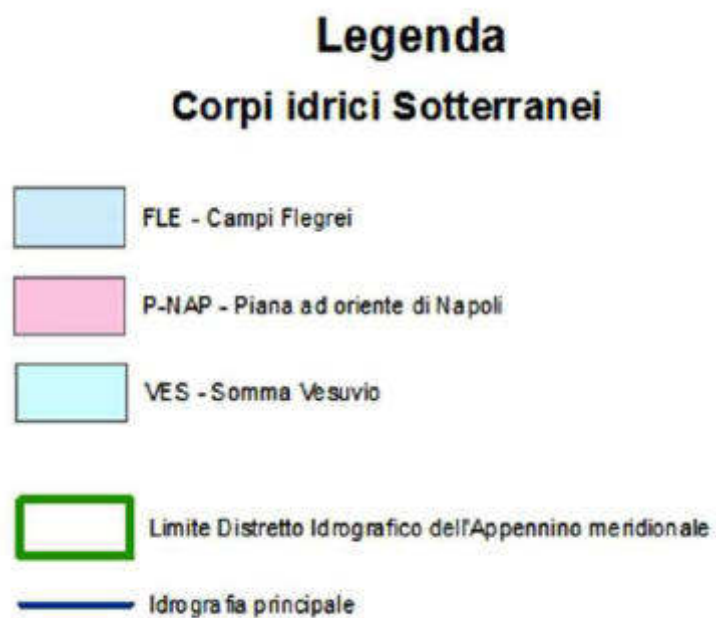 Legenda
Corpi idrici Sotterranei
FLE - Campi Flegrei
P-NAP - Piana ad oriente di Napoli
VES - Somma Vesuvio
Limite Distretto Idrografico dell'Appennino meridionale
Idrografia principale